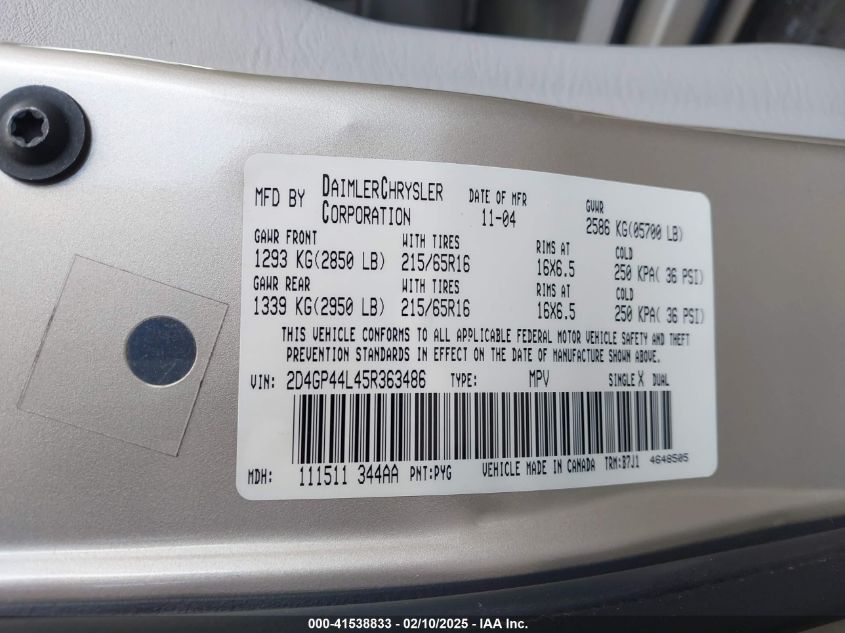 MFD BY DAIMLERCHRYSLER CORPORATION DATE OF MFR 11-04 GVWR 2586 KG(05700 LB)
GAWR FRONT WITH TIRES RIMS AT COLD
1293 KG(2850 LB) 215/65R16 16X6.5 250 KPA( 36 PSI)
GAWR REAR WITH TIRES RIMS AT COLD
1339 KG(2950 LB) 215/65R16 16X6.5 250 KPA( 36 PSI)
THIS VEHICLE CONFORMS TO ALL APPLICABLE FEDERAL MOTOR VEHICLE SAFETY AND THEFT
PREVENTION STANDARDS IN EFFECT ON THE DATE OF MANUFACTURE SHOWN ABOVE.
VIN: 2D4GP44L45R363486 TYPE: MPV SINGLE X DUAL
MDH: 111511 344AA PNT:PYG VEHICLE MADE IN CANADA TRM:B7J1 4648505
000-41538833 - 02/10/2025 - IAA Inc.